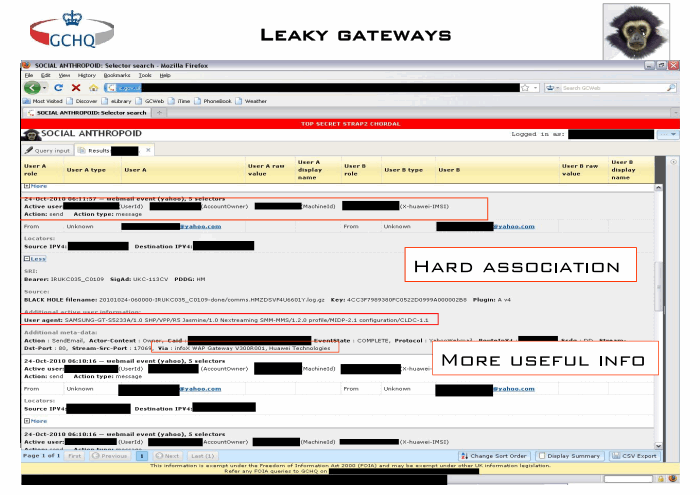 GCHQ
LEAKY GATEWAYS
SOCIAL ANTHROPOID: Selector search - Mozilla Firefox
File Edit View History Bookmarks Tools Help
Search GCWeb
Most Visited Discover eLibrary GCWeb iTime PhoneBook Weather
SOCIAL ANTHROPOID: Selector search
TOP SECRET STRAP2 CHORDAL
SOCIAL ANTHROPOID Logged in as:
Query input Results
User A role User A type User A User A raw value User A display name User B role User B type User B User B raw value User B display name
More
24-Oct-2010 06:11:57 — webmail event (yahoo), 5 selectors
Active user: (UserId) (AccountOwner) (MachineId) (X-huawei-IMSI)
Action: send Action type: message
From Unknown @yahoo.com From Unknown @yahoo.com
Locators:
Source IPV4: Destination IPV4:
Less
HARD ASSOCIATION
SRI:
Bearer: IRUKC035_C0109 SigAd: UKC-113CV PDDG: HM
Source:
BLACK HOLE filename: 20101024-060000-IRUKC035_C0109-done/comms.HMZDSVF4U6601YJog.gz Key: 4CC3F7989380FC0522D0999A000002B8 Plugin: A v4
Additional active user information:
User agent: SAMSUNG-GT-S5233A/1.0 SHP/VPP/R5 Jasmine/1.0 Nextreaming SMM-MMS/1.2.0 profile/MIDP-2.1 configuration/CLDC-1.1
Additional meta-data:
Action : SendEmail, Actor-Context : Owner, EventState : COMPLETE, Protocol :
Dst-Port : 80, Stream-Src-Port : 17069, Via : infoX WAP Gateway V300R001, Huawei Technologies
MORE USEFUL INFO
24-Oct-2010 06:10:16 — webmail event (yahoo), 5 selectors
Active user: (UserId) (AccountOwner) (MachineId) (X-huawei-
Action: send Action type: message
From Unknown @yahoo.com From Unknown @yahoo.com
Locators:
Source IPV4: Destination IPV4:
More
24-Oct-2010 06:10:16 — webmail event (yahoo), 5 selectors
Active user: (UserId) AccountOwner) (MachineId) (X-huawei-IMSI)
Page 1 of 1 First Previous 1 Next Last (1) Change Sort Order Display Summary CSV Export
This information is exempt under the Freedom of Information Act 2000 (FOIA) and may be exempt under other UK information legislation.
Refer any FOIA queries to GCHQ on